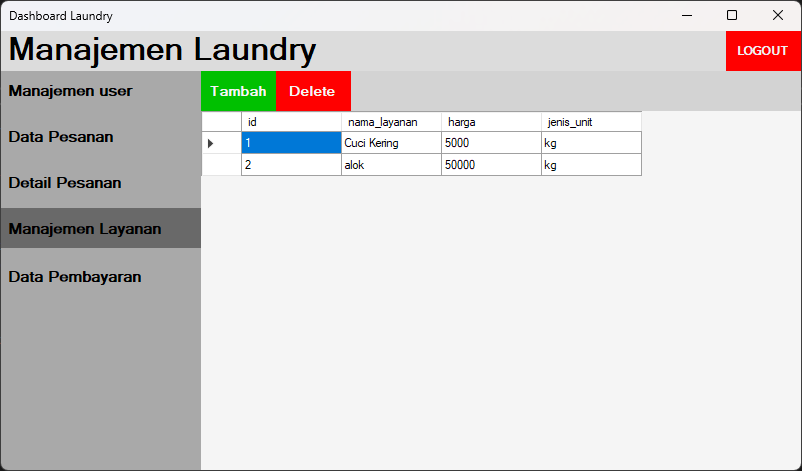 Dashboard Laundry
Manajemen Laundry
LOGOUT
Manajemen user
Data Pesanan
Detail Pesanan
Manajemen Layanan
Data Pembayaran
Tambah Delete
id nama_layanan harga jenis_unit
1 Cuci Kering 5000 kg
2 alok 50000 kg